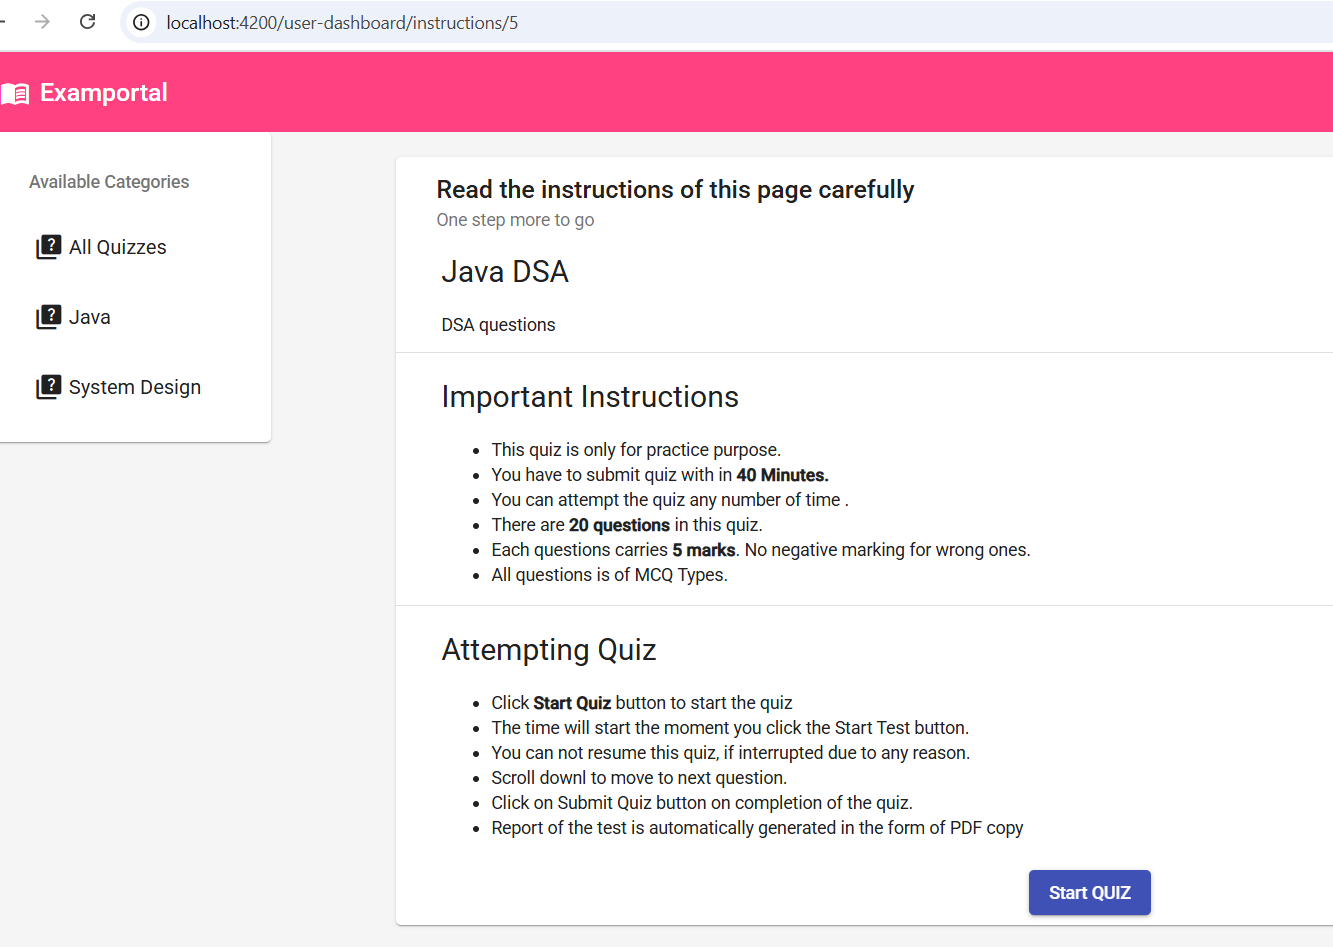 localhost:4200/user-dashboard/instructions/5
Examportal
Available Categories
All Quizzes
Java
System Design
Read the instructions of this page carefully
One step more to go
Java DSA
DSA questions
Important Instructions
This quiz is only for practice purpose.
You have to submit quiz with in 40 Minutes.
You can attempt the quiz any number of time .
There are 20 questions in this quiz.
Each questions carries 5 marks. No negative marking for wrong ones.
All questions is of MCQ Types.
Attempting Quiz
Click Start Quiz button to start the quiz
The time will start the moment you click the Start Test button.
You can not resume this quiz, if interrupted due to any reason.
Scroll downl to move to next question.
Click on Submit Quiz button on completion of the quiz.
Report of the test is automatically generated in the form of PDF copy
Start QUIZ